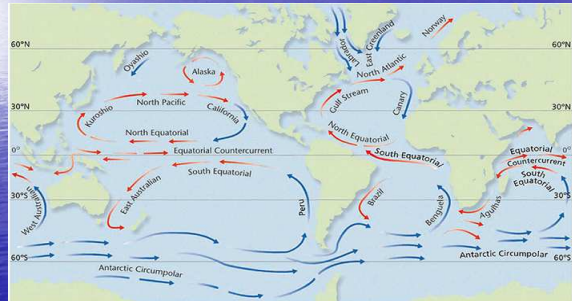 60°N
30°N
0°
30°S
60°S
Oyashio
Alaska
Kuroshio
North Pacific
California
North Equatorial
Equatorial Countercurrent
South Equatorial
East Australian
West Australian
Peru
Antarctic Circumpolar
Labrador
East Greenland
Norway
North Atlantic
Gulf Stream
Canary
North Equatorial
South Equatorial
Brazil
Benguela
Agulhas
Equatorial
Countercurrent
South
Equatorial
Antarctic Circumpolar
60°N
30°N
0°
30°S
60°S